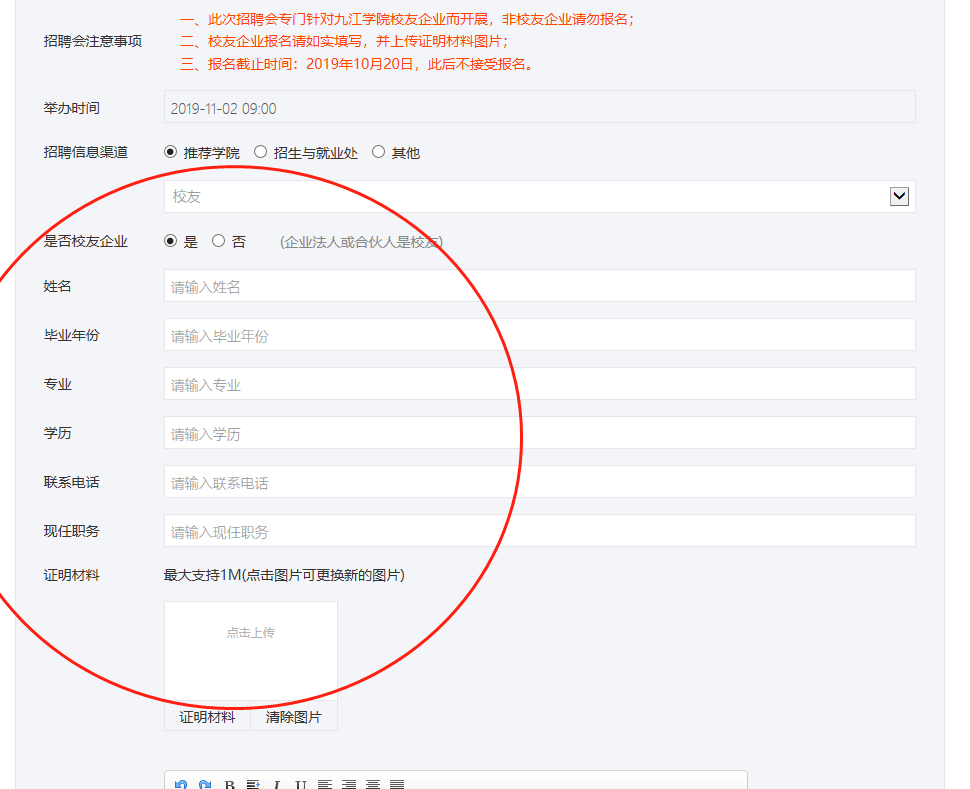 招聘会注意事项
一、此次招聘会专门针对九江学院校友企业而开展，非校友企业请勿报名；
二、校友企业报名请如实填写，并上传证明材料图片；
三、报名截止时间：2019年10月20日，此后不接受报名。
举办时间 2019-11-02 09:00
招聘信息渠道 推荐学院 招生与就业处 其他
校友
是否校友企业 是 否 (企业法人或合伙人是校友)
姓名 请输入姓名
毕业年份 请输入毕业年份
专业 请输入专业
学历 请输入学历
联系电话 请输入联系电话
现任职务 请输入现任职务
证明材料 最大支持1M(点击图片可更换新的图片)
点击上传
证明材料 清除图片
B I U